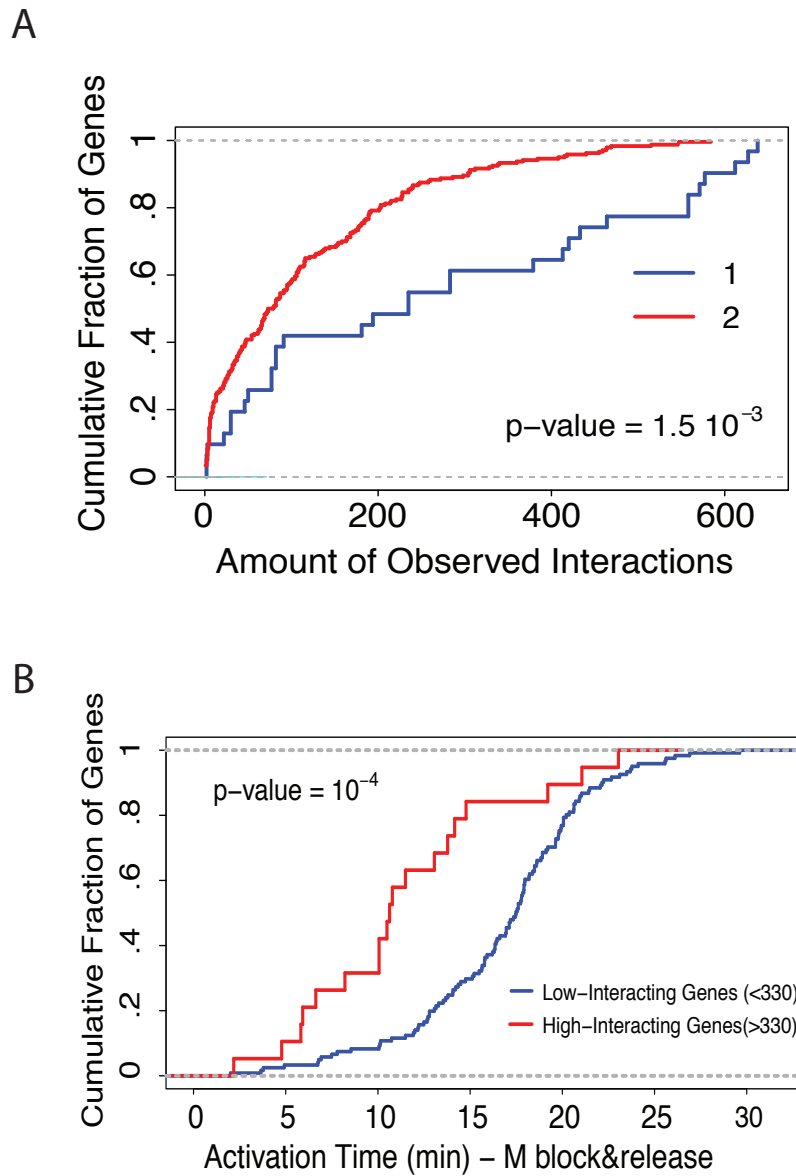 A
Cumulative Fraction of Genes
1
.8
.6
.4
.2
0
1
2
p-value = 1.5 10⁻³
0 200 400 600
Amount of Observed Interactions
B
Cumulative Fraction of Genes
1
.8
.6
.4
.2
0
p-value = 10⁻⁴
Low-Interacting Genes (<330)
High-Interacting Genes(>330)
0 5 10 15 20 25 30
Activation Time (min) - M block&release